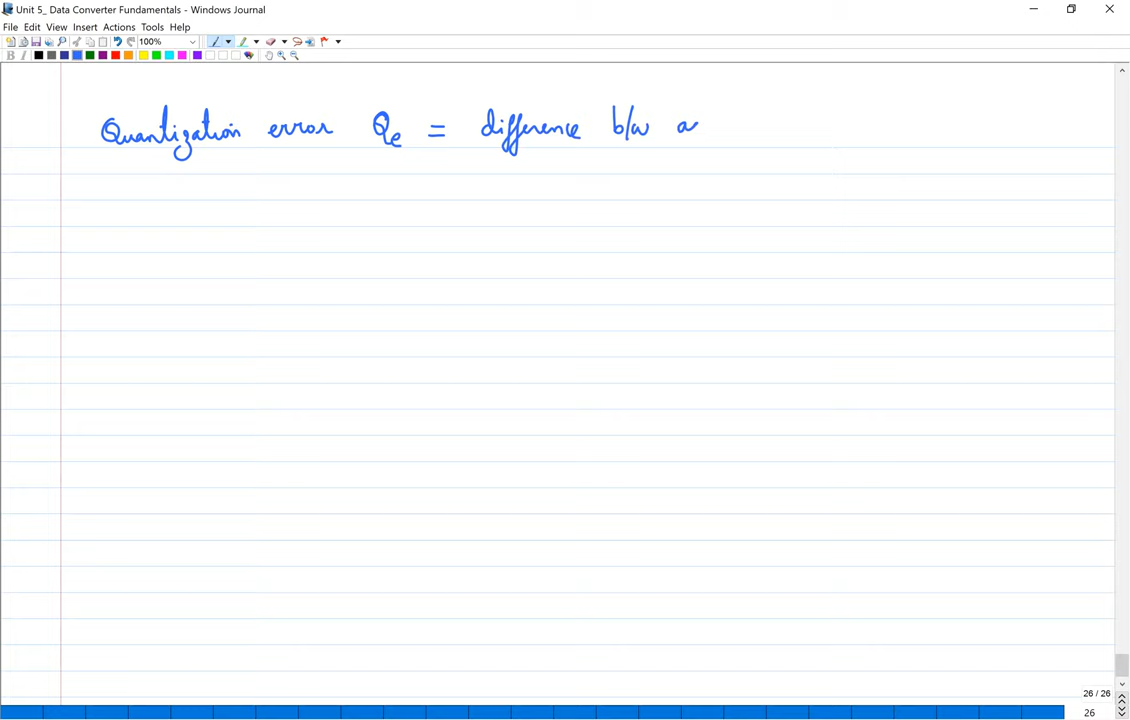 Unit 5_ Data Converter Fundamentals - Windows Journal
File Edit View Insert Actions Tools Help
100%
B I
Quantization error Qe = difference b/w a
26 / 26
26